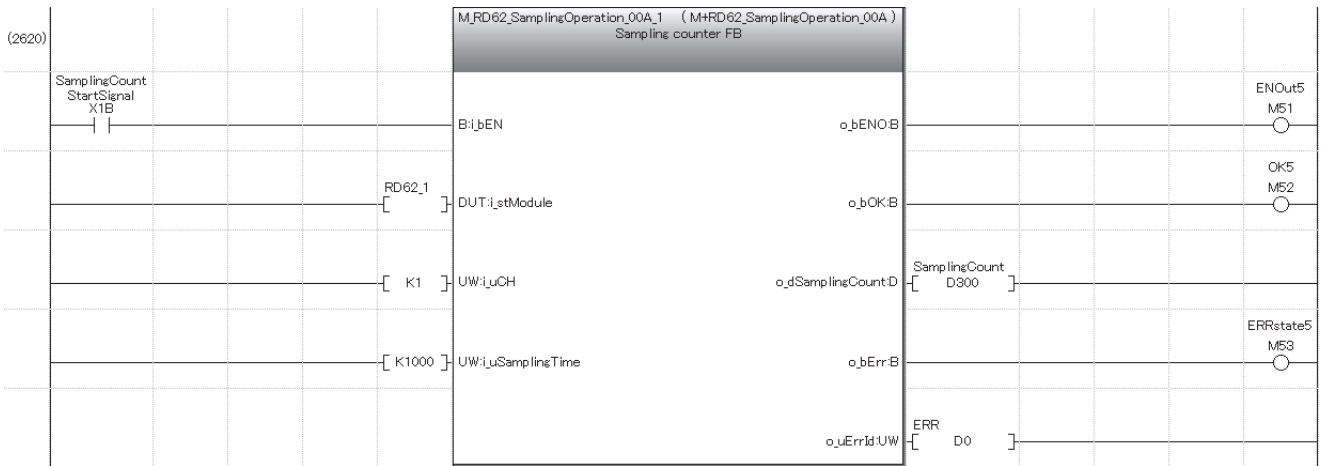 M_RD62_SamplingOperation_00A_1 ( M+RD62_SamplingOperation_00A )
Sampling counter FB
(2620)
SamplingCount
StartSignal
X1B
B:i_bEN
o_bENO:B
ENOut5
M51
RD62_1
DUT:i_stModule
o_bOK:B
OK5
M52
K1
UW:i_uCH
o_dSamplingCount:D
SamplingCount
D300
K1000
UW:i_uSamplingTime
o_bErr:B
ERRstate5
M53
o_uErrId:UW
ERR
D0